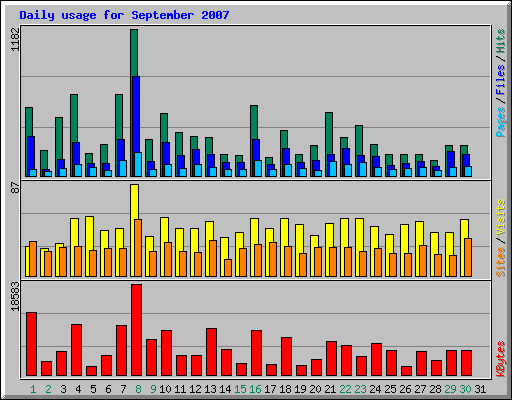 Daily usage for September 2007
1182
Pages / Files / Hits
87
Sites / Visits
18583
KBytes
1 2 3 4 5 6 7 8 9 10 11 12 13 14 15 16 17 18 19 20 21 22 23 24 25 26 27 28 29 30 31